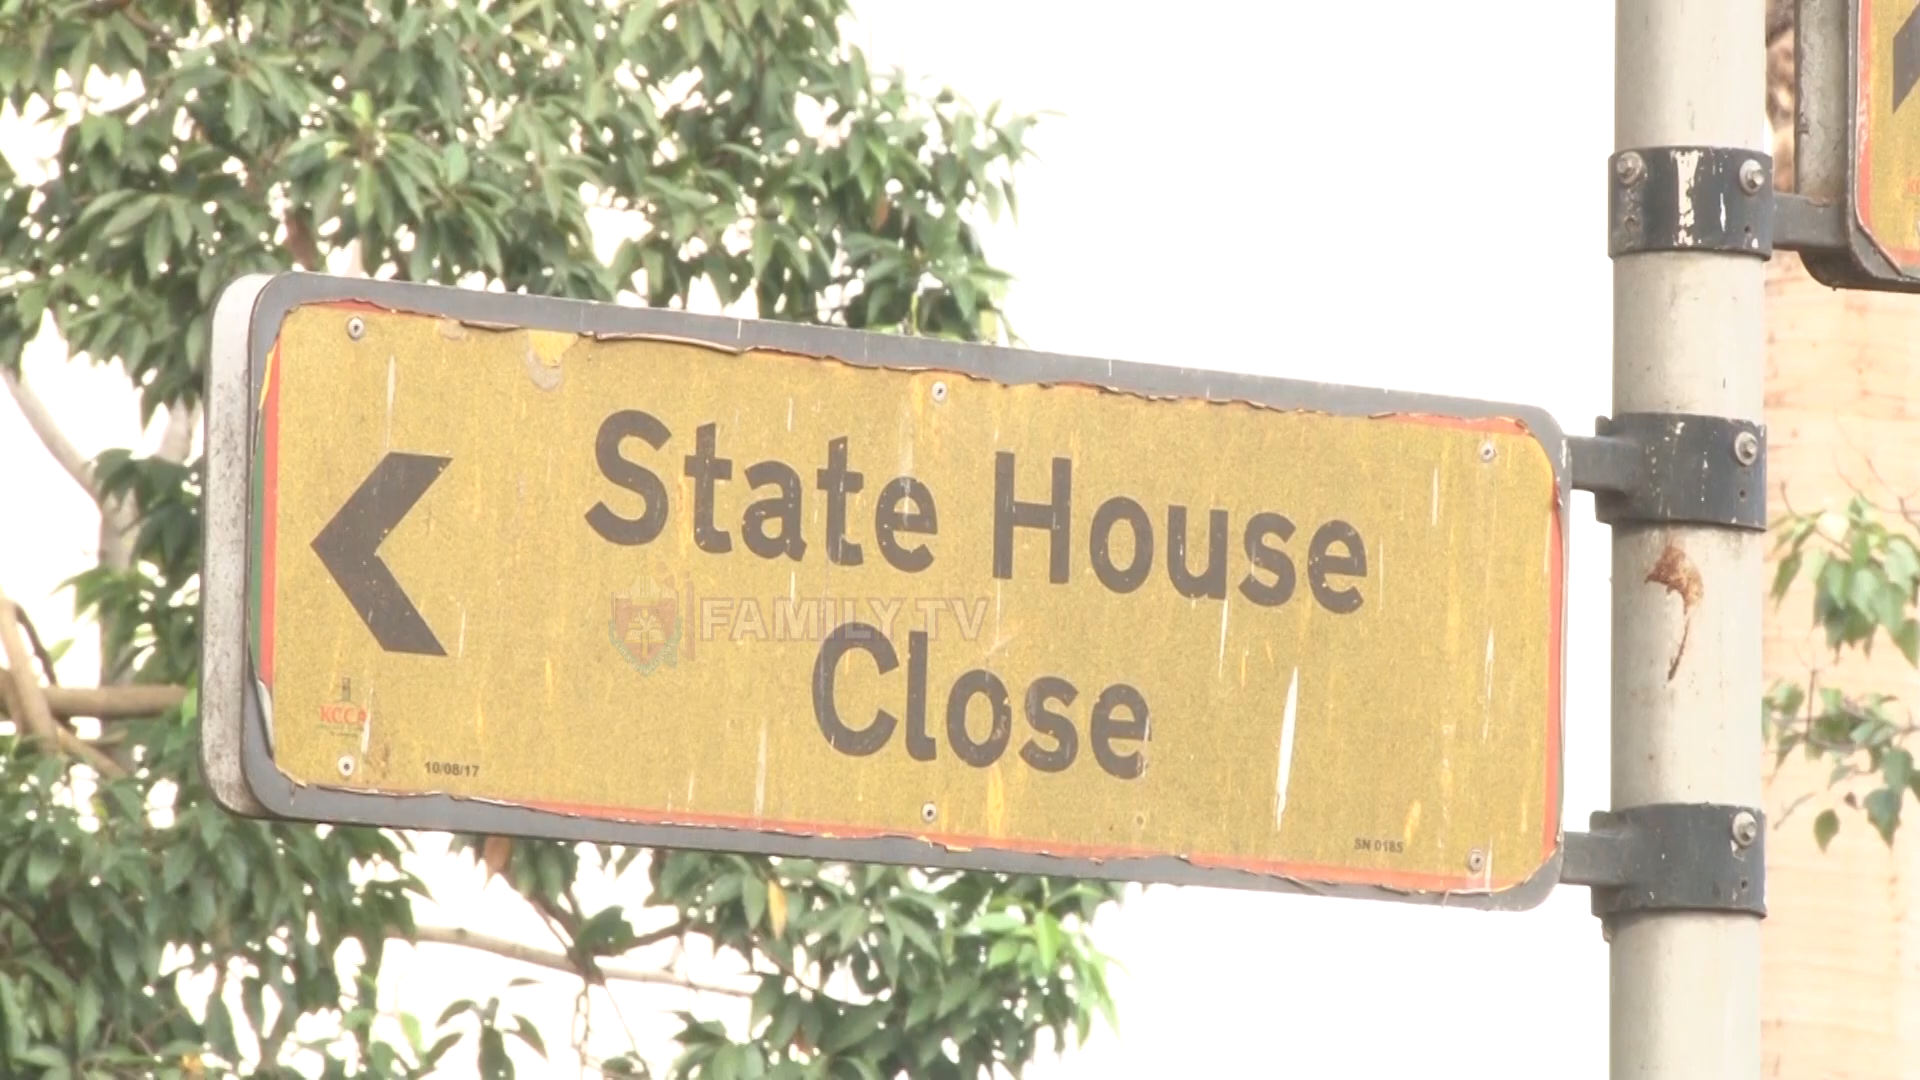 State House
FAMILY TV
Close
KCCA
10/08/17
SN 0185